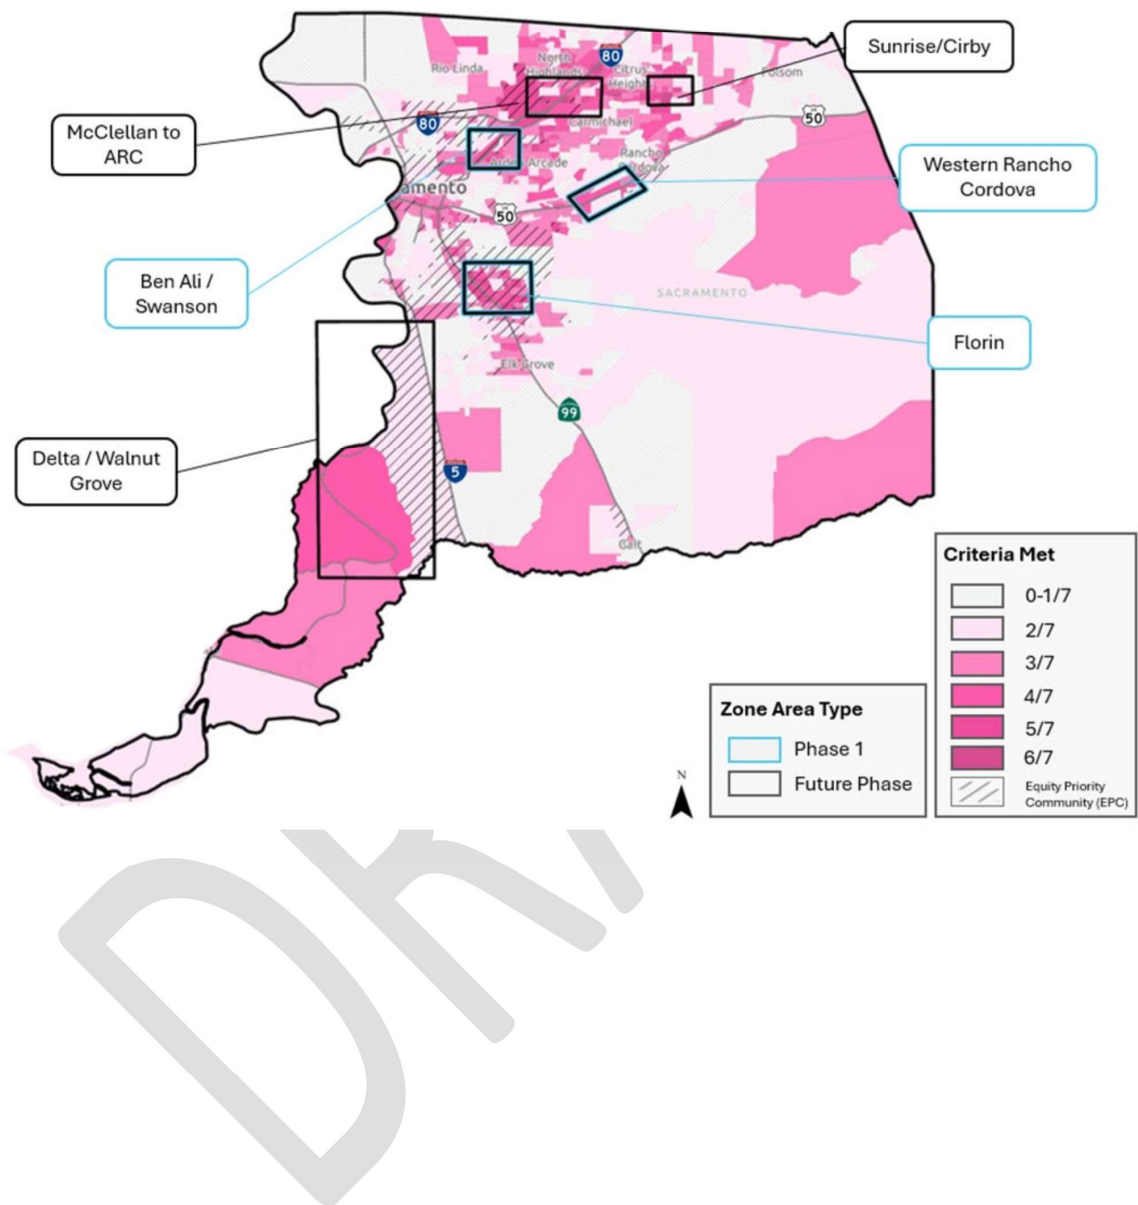 Sunrise/Cirby
80
North
Highlands
Citrus
Rio Linda
Folsom
50
McClellan to
ARC
80
Carmichael
Arden Arcade
Rancho
Cordova
Western Rancho
Cordova
amento
50
Ben Ali /
Swanson
SACRAMENTO
Florin
Elk Grove
99
Delta / Walnut
Grove
5
Galt
Criteria Met
0-1/7
2/7
3/7
4/7
5/7
6/7
Equity Priority
Community (EPC)
Zone Area Type
Phase 1
Future Phase
N